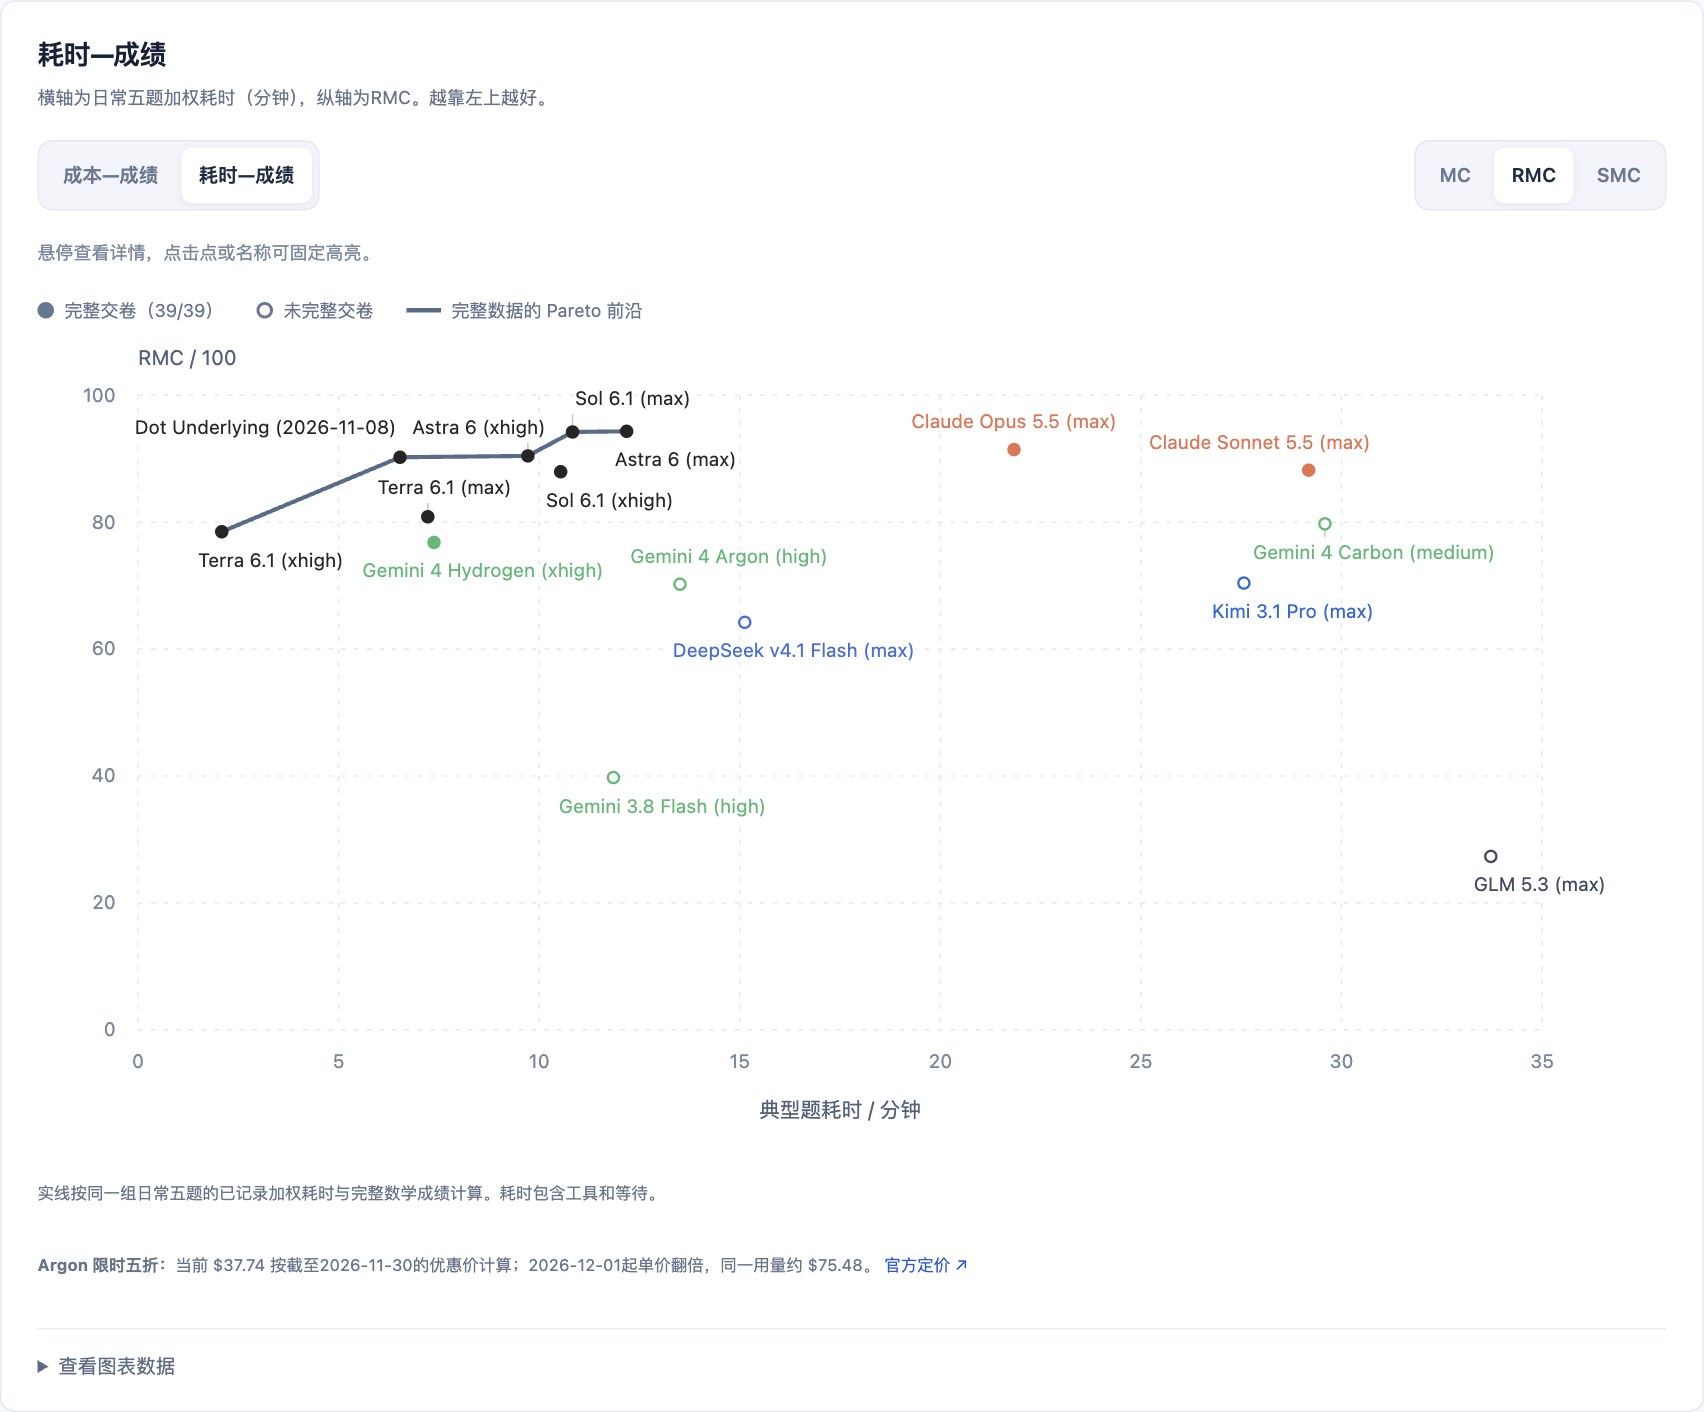 耗时—成绩
横轴为日常五题加权耗时（分钟），纵轴为RMC。越靠左上越好。
成本—成绩 耗时—成绩 MC RMC SMC
悬停查看详情，点击点或名称可固定高亮。
完整交卷（39/39） 未完整交卷 完整数据的 Pareto 前沿
RMC / 100
100
Sol 6.1 (max)
Dot Underlying (2026-11-08) Astra 6 (xhigh)
Claude Opus 5.5 (max)
Claude Sonnet 5.5 (max)
Astra 6 (max)
Terra 6.1 (max)
Sol 6.1 (xhigh)
80
Terra 6.1 (xhigh)
Gemini 4 Hydrogen (xhigh)
Gemini 4 Argon (high)
Gemini 4 Carbon (medium)
Kimi 3.1 Pro (max)
60
DeepSeek v4.1 Flash (max)
40
Gemini 3.8 Flash (high)
GLM 5.3 (max)
20
0
0 5 10 15 20 25 30 35
典型题耗时 / 分钟
实线按同一组日常五题的已记录加权耗时与完整数学成绩计算。耗时包含工具和等待。
Argon 限时五折：当前 $37.74 按截至2026-11-30的优惠价计算；2026-12-01起单价翻倍，同一用量约 $75.48。 官方定价 ↗
▶ 查看图表数据